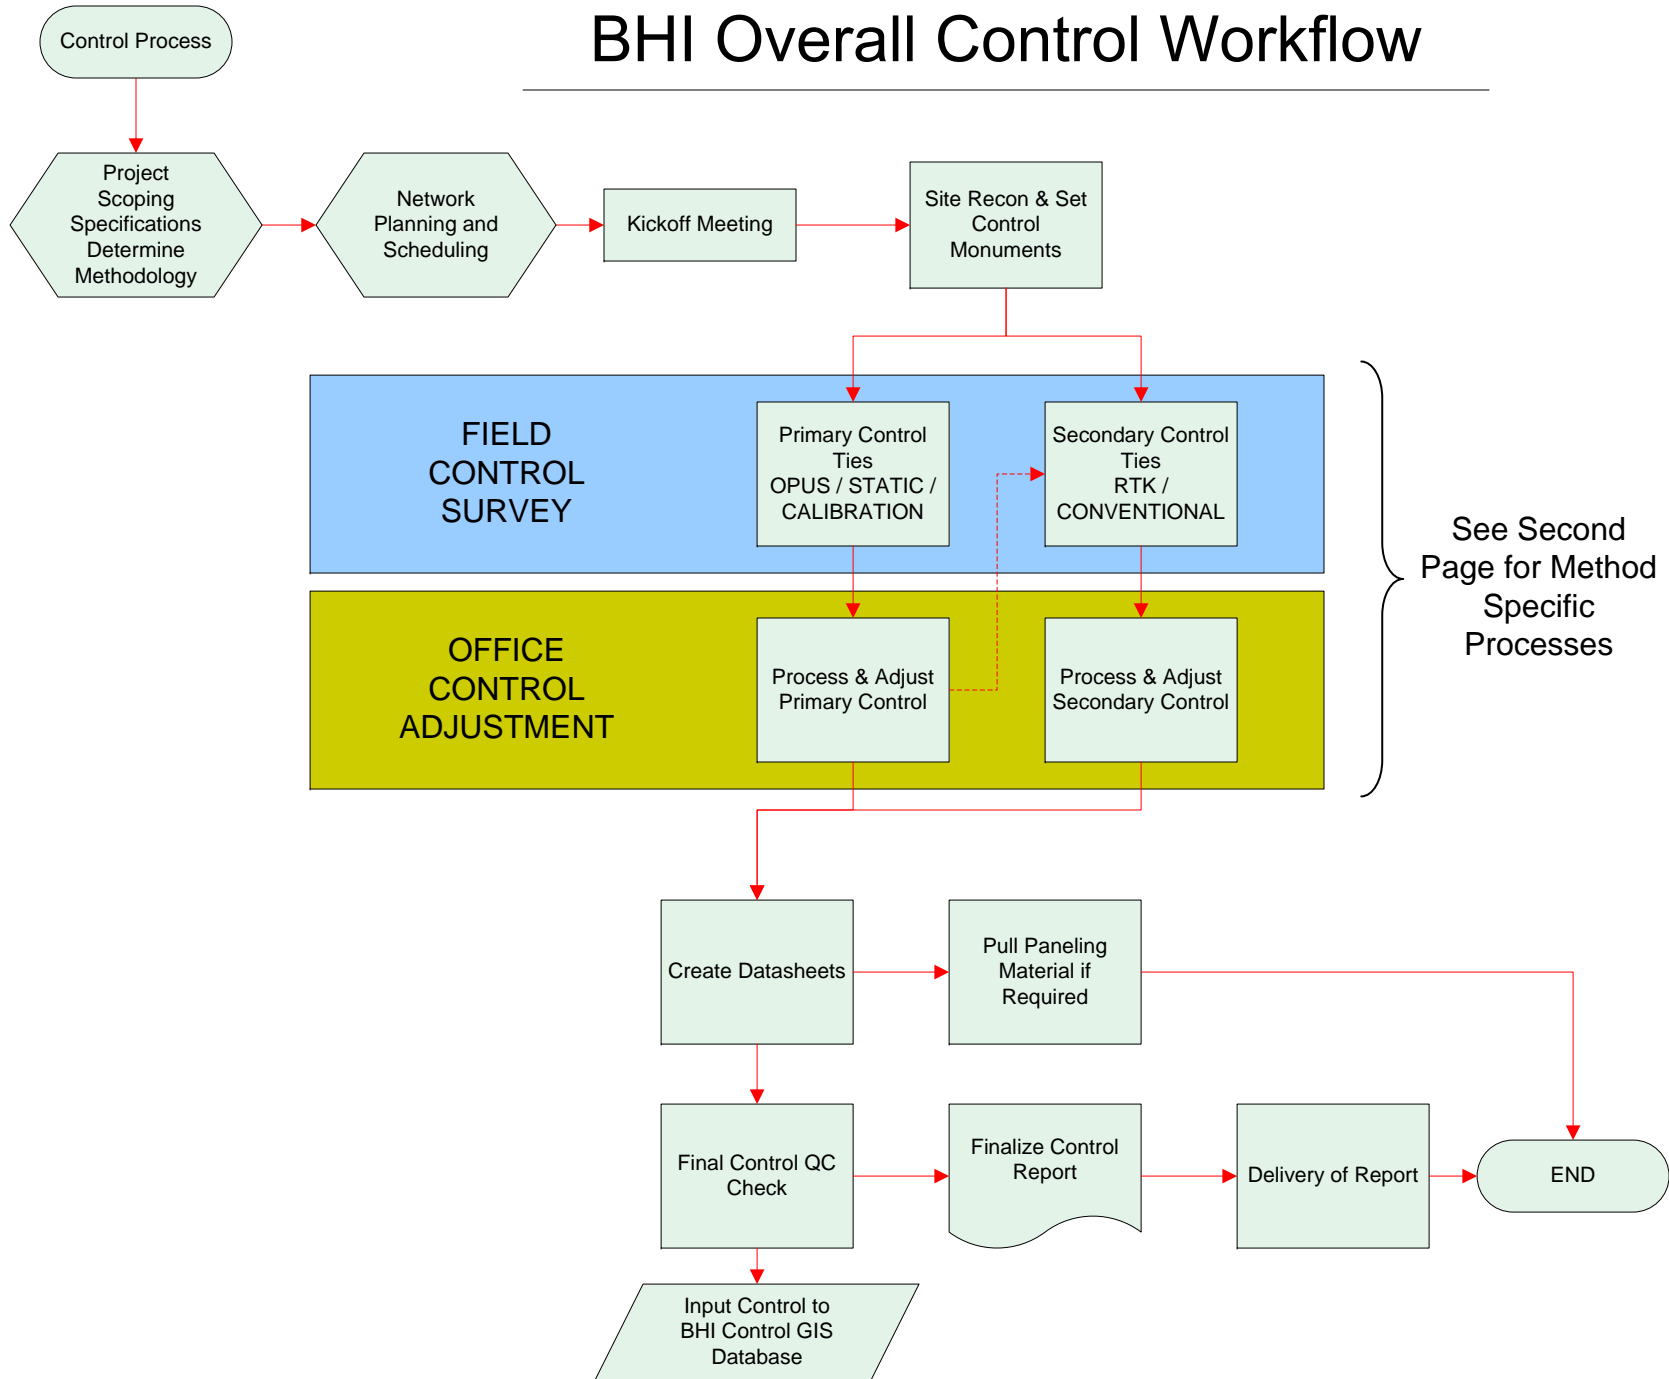 BHI Overall Control Workflow
Control Process
Project
Scoping
Specifications
Determine
Methodology
Network
Planning and
Scheduling
Kickoff Meeting
Site Recon & Set
Control
Monuments
FIELD
CONTROL
SURVEY
Primary Control
Ties
OPUS / STATIC /
CALIBRATION
Secondary Control
Ties
RTK /
CONVENTIONAL
See Second
Page for Method
Specific
Processes
OFFICE
CONTROL
ADJUSTMENT
Process & Adjust
Primary Control
Process & Adjust
Secondary Control
Create Datasheets
Pull Paneling
Material if
Required
Final Control QC
Check
Finalize Control
Report
Delivery of Report
END
Input Control to
BHI Control GIS
Database